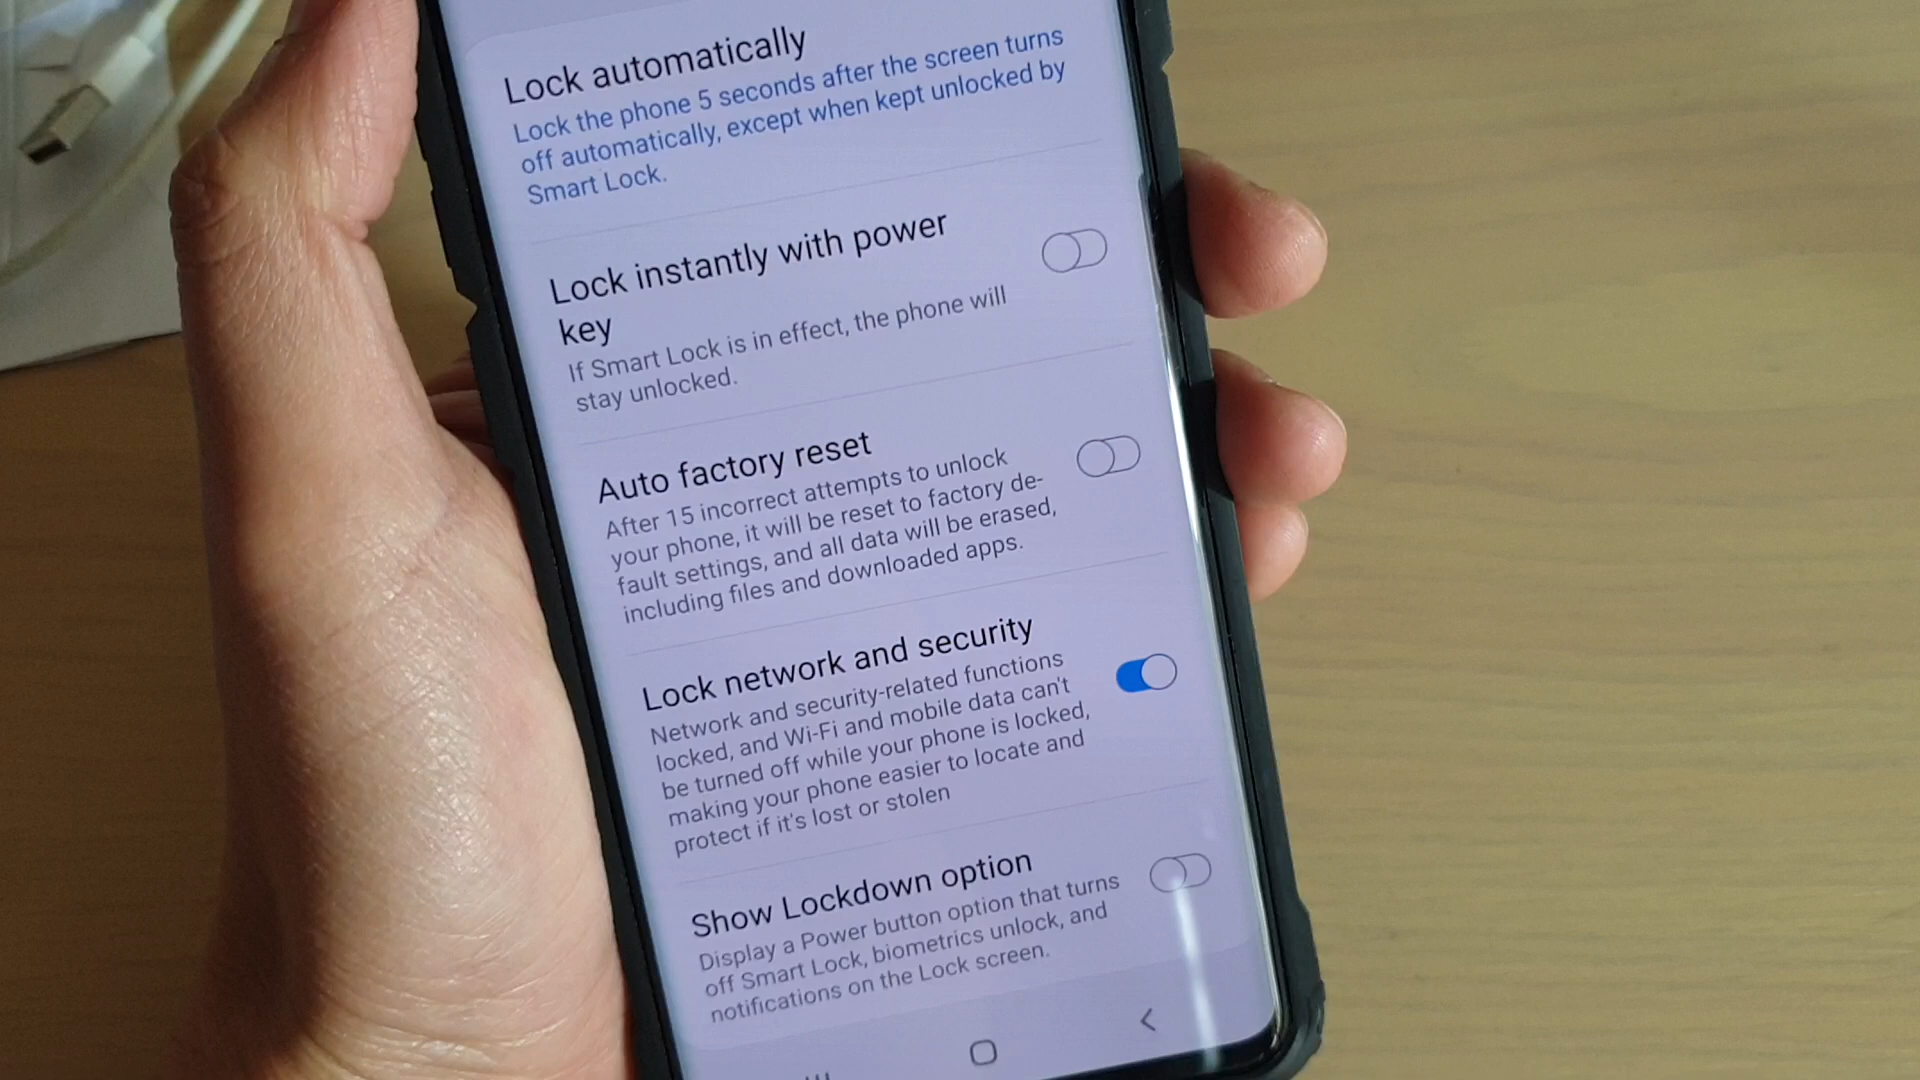 Lock automatically
Lock the phone 5 seconds after the screen turns
off automatically, except when kept unlocked by
Smart Lock.
Lock instantly with power
key
If Smart Lock is in effect, the phone will
stay unlocked.
Auto factory reset
After 15 incorrect attempts to unlock
your phone, it will be reset to factory de-
fault settings, and all data will be erased,
including files and downloaded apps.
Lock network and security
Network and security-related functions
locked, and Wi-Fi and mobile data can't
be turned off while your phone is locked,
making your phone easier to locate and
protect if it's lost or stolen
Show Lockdown option
Display a Power button option that turns
off Smart Lock, biometrics unlock, and
notifications on the Lock screen.